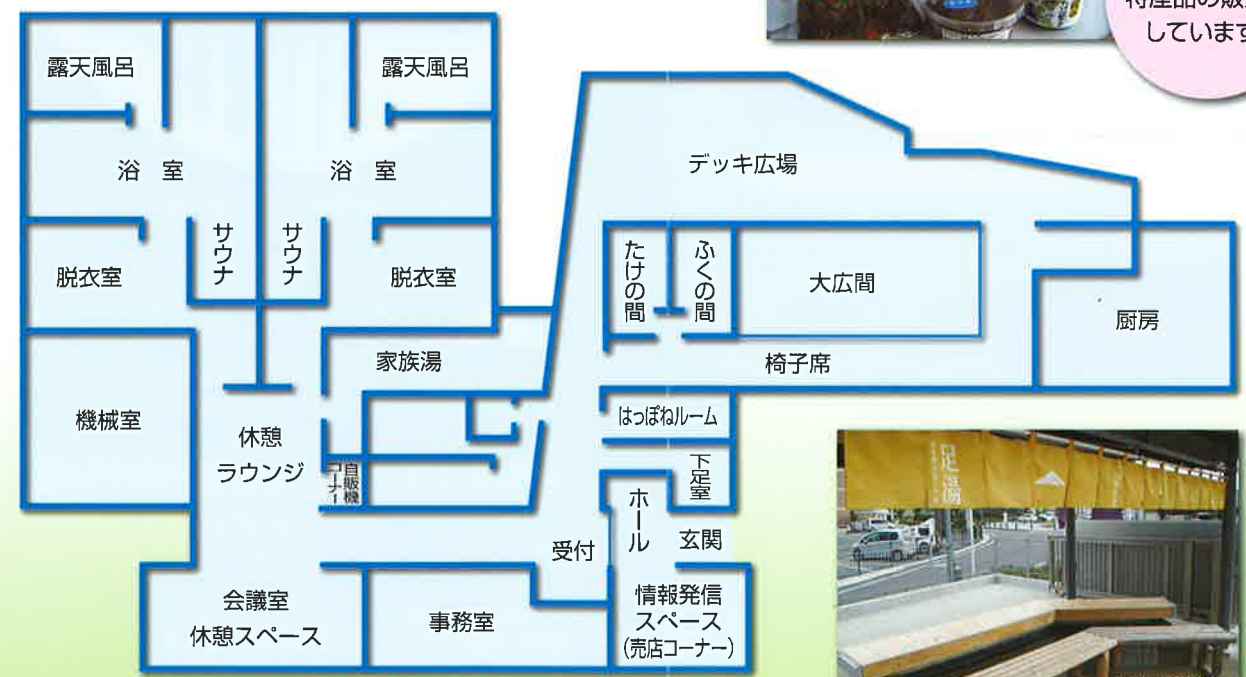 特産品の販
しています
露天風呂
露天風呂
デッキ広場
浴室
浴室
サウナ
サウナ
たけの間
ふくの間
大広間
脱衣室
脱衣室
厨房
家族湯
椅子席
機械室
はっぽねルーム
休憩
ラウンジ
自販機
コーナー
下足室
足湯
ホール
玄関
受付
会議室
休憩スペース
事務室
情報発信
スペース
(売店コーナー)